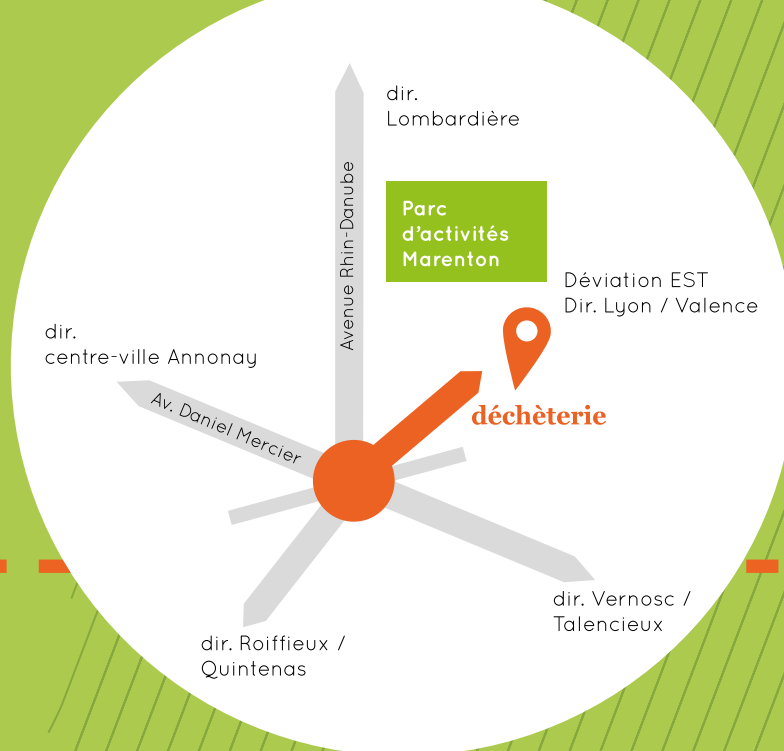 dir.
Lombardière
Avenue Rhin-Danube
Parc
d'activités
Marenton
Déviation EST
Dir. Lyon / Valence
dir.
centre-ville Annonay
Av. Daniel Mercier
déchèterie
dir. Vernosc /
Talencieux
dir. Roiffieux /
Quintenas